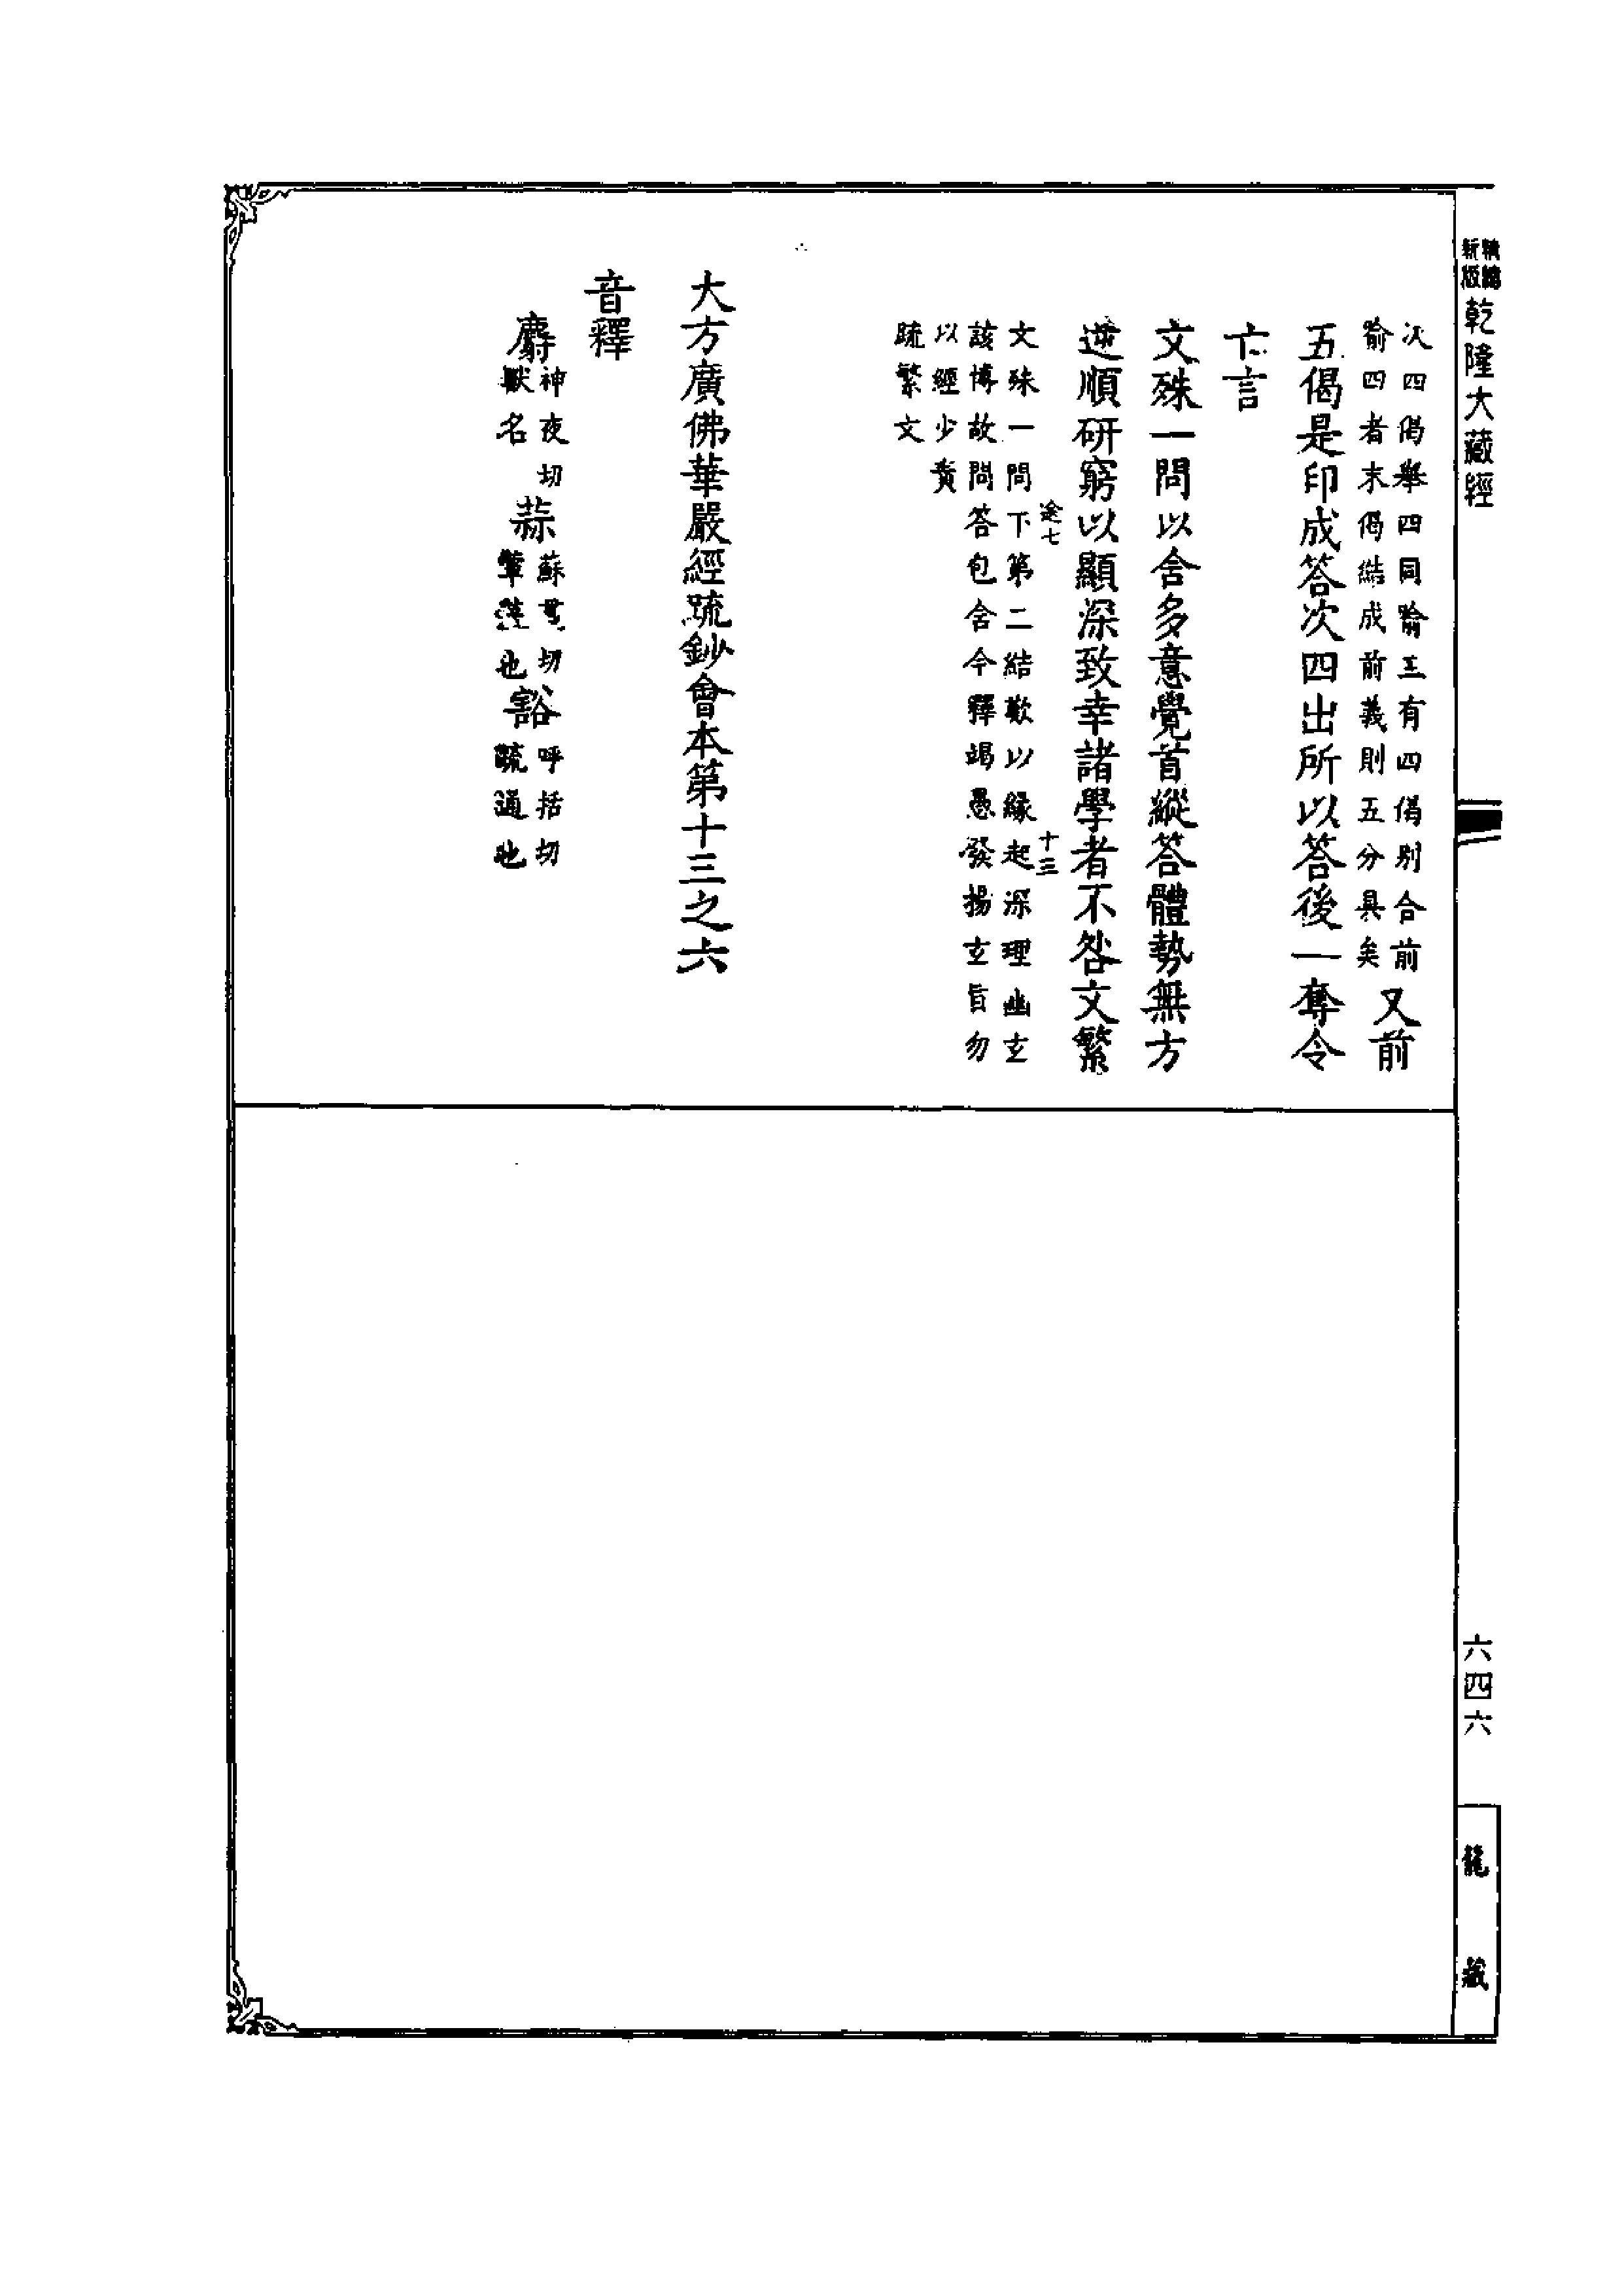 精編
新版
乾隆大藏經
次四偈舉四同喻三有四偈別合前
喻四者末偈結成前義則五分具矣
又前
五偈是印成答次四出所以答後一奪令
亡言
文殊一問以含多意覺首縱答體勢無方
逆順研窮以顯深致幸諸學者不咎文繁
途七
十三
文殊一問下第二結歎以緣起深理幽玄
該博故問答包含今釋竭愚發揚玄旨勿
以經少責
疏繁文
大方廣佛華嚴經疏鈔會本第十三之六
音釋
麝
神夜切
獸名
蒜
蘇貫切
葷也
豁
呼括切
疏通也
六四六
龍藏